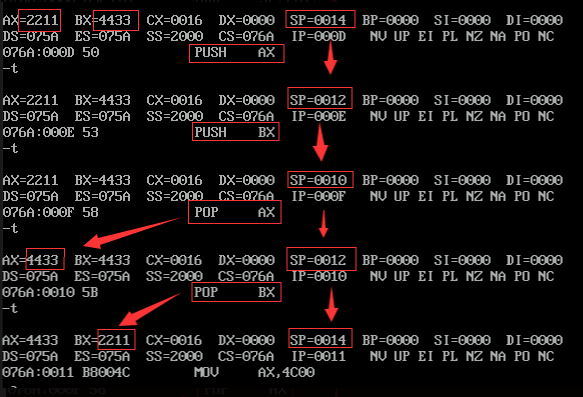 AX=2211 BX=4433 CX=0016 DX=0000 SP=0014 BP=0000 SI=0000 DI=0000
DS=075A ES=075A SS=2000 CS=076A IP=000D NV UP EI PL NZ NA PO NC
076A:000D 50 PUSH AX
-t
AX=2211 BX=4433 CX=0016 DX=0000 SP=0012 BP=0000 SI=0000 DI=0000
DS=075A ES=075A SS=2000 CS=076A IP=000E NV UP EI PL NZ NA PO NC
076A:000E 53 PUSH BX
-t
AX=2211 BX=4433 CX=0016 DX=0000 SP=0010 BP=0000 SI=0000 DI=0000
DS=075A ES=075A SS=2000 CS=076A IP=000F NV UP EI PL NZ NA PO NC
076A:000F 58 POP AX
-t
AX=4433 BX=4433 CX=0016 DX=0000 SP=0012 BP=0000 SI=0000 DI=0000
DS=075A ES=075A SS=2000 CS=076A IP=0010 NV UP EI PL NZ NA PO NC
076A:0010 5B POP BX
-t
AX=4433 BX=2211 CX=0016 DX=0000 SP=0014 BP=0000 SI=0000 DI=0000
DS=075A ES=075A SS=2000 CS=076A IP=0011 NV UP EI PL NZ NA PO NC
076A:0011 B8004C MOV AX,4C00